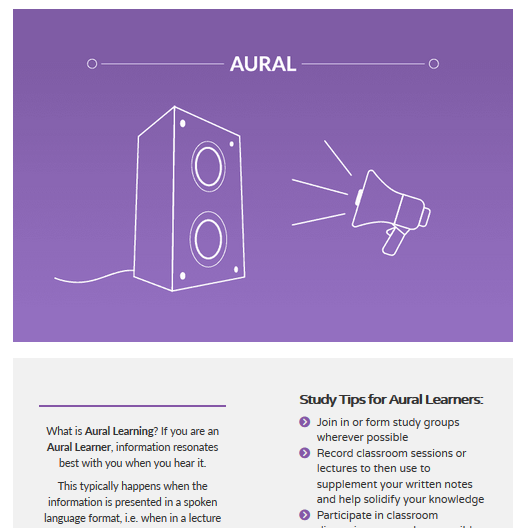 AURAL
What is Aural Learning? If you are an
Aural Learner, information resonates
best with you when you hear it.
This typically happens when the
information is presented in a spoken
language format, i.e. when in a lecture
Study Tips for Aural Learners:
Join in or form study groups
wherever possible
Record classroom sessions or
lectures to then use to
supplement your written notes
and help solidify your knowledge
Participate in classroom